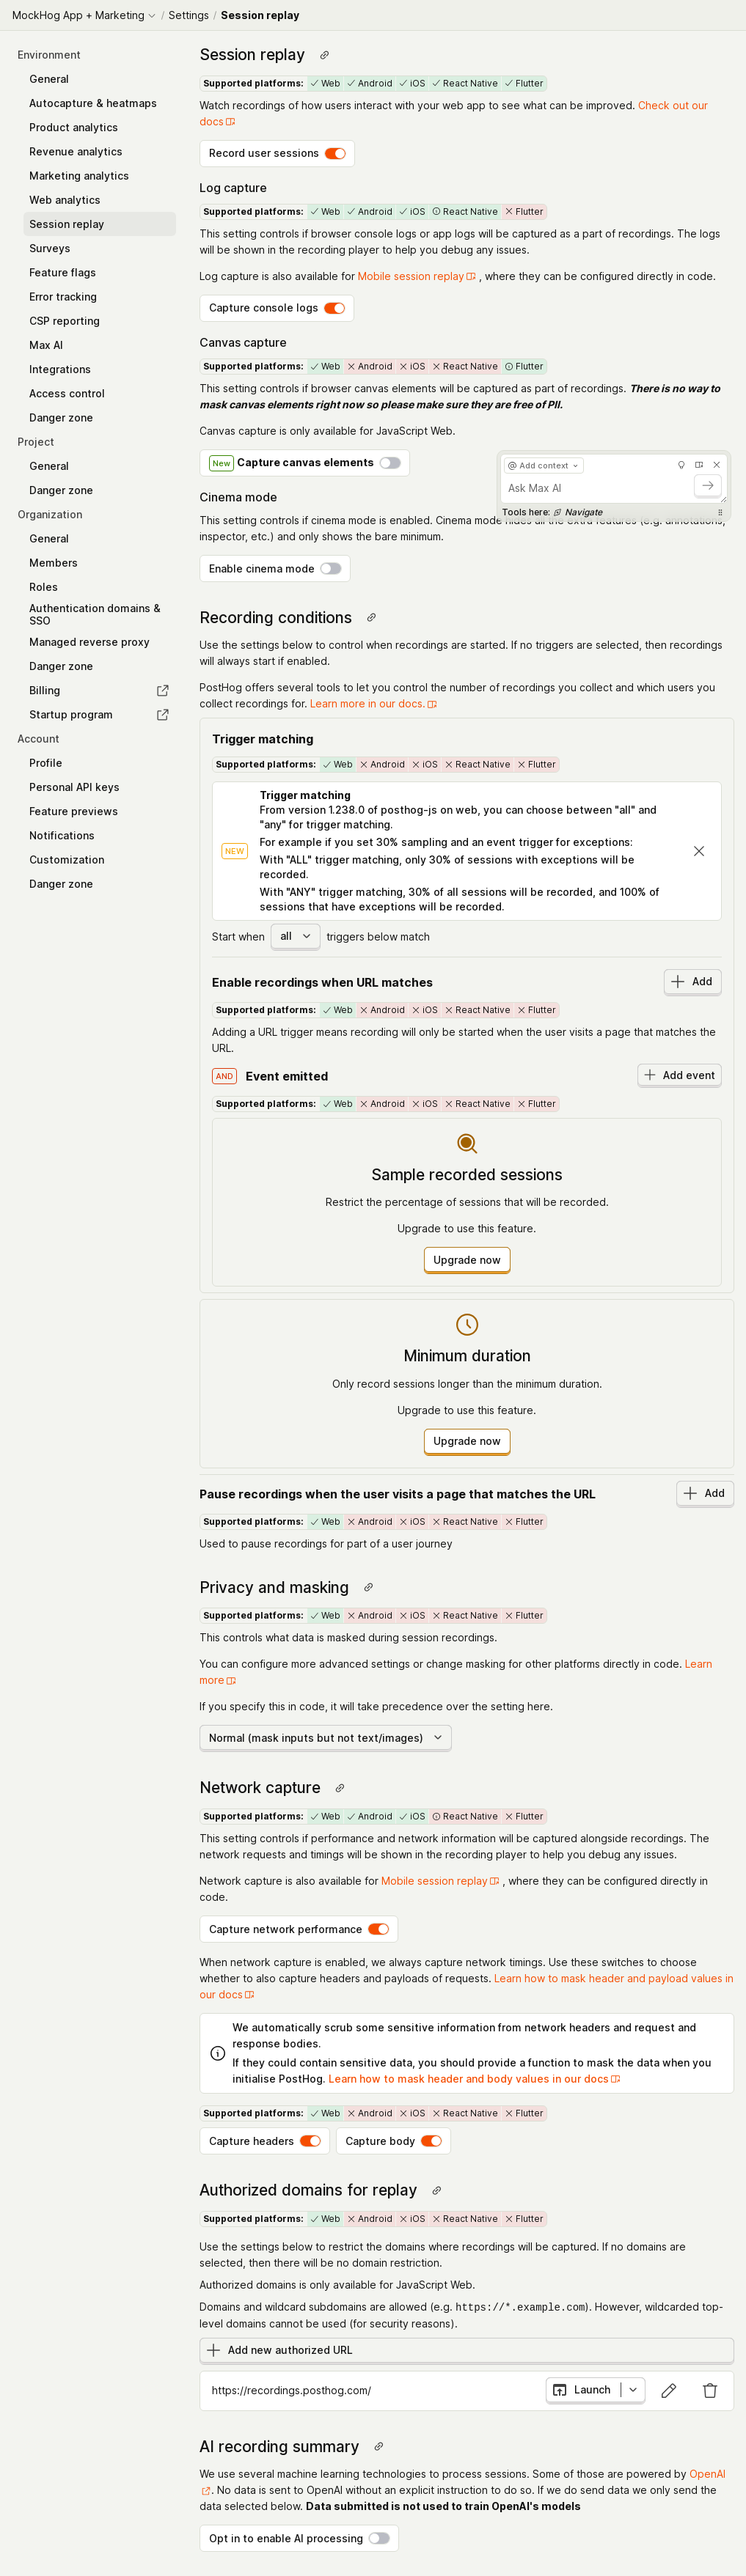 MockHog App + Marketing / Settings / Session replay
Environment
General
Autocapture & heatmaps
Product analytics
Revenue analytics
Marketing analytics
Web analytics
Session replay
Surveys
Feature flags
Error tracking
CSP reporting
Max AI
Integrations
Access control
Danger zone
Project
General
Danger zone
Organization
General
Members
Roles
Authentication domains &
SSO
Managed reverse proxy
Danger zone
Billing
Startup program
Account
Profile
Personal API keys
Feature previews
Notifications
Customization
Danger zone
Session replay
Supported platforms: Web Android iOS React Native Flutter
Watch recordings of how users interact with your web app to see what can be improved. Check out our
docs
Record user sessions
Log capture
Supported platforms: Web Android iOS React Native Flutter
This setting controls if browser console logs or app logs will be captured as a part of recordings. The logs
will be shown in the recording player to help you debug any issues.
Log capture is also available for Mobile session replay , where they can be configured directly in code.
Capture console logs
Canvas capture
Supported platforms: Web Android iOS React Native Flutter
This setting controls if browser canvas elements will be captured as part of recordings. There is no way to
mask canvas elements right now so please make sure they are free of PII.
Canvas capture is only available for JavaScript Web.
New Capture canvas elements
@ Add context
Ask Max AI
Tools here: Navigate
Cinema mode
This setting controls if cinema mode is enabled. Cinema mode hides all the extra features (e.g. annotations,
inspector, etc.) and only shows the bare minimum.
Enable cinema mode
Recording conditions
Use the settings below to control when recordings are started. If no triggers are selected, then recordings
will always start if enabled.
PostHog offers several tools to let you control the number of recordings you collect and which users you
collect recordings for. Learn more in our docs.
Trigger matching
Supported platforms: Web Android iOS React Native Flutter
NEW
Trigger matching
From version 1.238.0 of posthog-js on web, you can choose between "all" and
"any" for trigger matching.
For example if you set 30% sampling and an event trigger for exceptions:
With "ALL" trigger matching, only 30% of sessions with exceptions will be
recorded.
With "ANY" trigger matching, 30% of all sessions will be recorded, and 100% of
sessions that have exceptions will be recorded.
Start when all triggers below match
Enable recordings when URL matches
Add
Supported platforms: Web Android iOS React Native Flutter
Adding a URL trigger means recording will only be started when the user visits a page that matches the
URL.
AND Event emitted
Add event
Supported platforms: Web Android iOS React Native Flutter
Sample recorded sessions
Restrict the percentage of sessions that will be recorded.
Upgrade to use this feature.
Upgrade now
Minimum duration
Only record sessions longer than the minimum duration.
Upgrade to use this feature.
Upgrade now
Pause recordings when the user visits a page that matches the URL
Add
Supported platforms: Web Android iOS React Native Flutter
Used to pause recordings for part of a user journey
Privacy and masking
Supported platforms: Web Android iOS React Native Flutter
This controls what data is masked during session recordings.
You can configure more advanced settings or change masking for other platforms directly in code. Learn
more
If you specify this in code, it will take precedence over the setting here.
Normal (mask inputs but not text/images)
Network capture
Supported platforms: Web Android iOS React Native Flutter
This setting controls if performance and network information will be captured alongside recordings. The
network requests and timings will be shown in the recording player to help you debug any issues.
Network capture is also available for Mobile session replay , where they can be configured directly in
code.
Capture network performance
When network capture is enabled, we always capture network timings. Use these switches to choose
whether to also capture headers and payloads of requests. Learn how to mask header and payload values in
our docs
We automatically scrub some sensitive information from network headers and request and
response bodies.
If they could contain sensitive data, you should provide a function to mask the data when you
initialise PostHog. Learn how to mask header and body values in our docs
Supported platforms: Web Android iOS React Native Flutter
Capture headers
Capture body
Authorized domains for replay
Supported platforms: Web Android iOS React Native Flutter
Use the settings below to restrict the domains where recordings will be captured. If no domains are
selected, then there will be no domain restriction.
Authorized domains is only available for JavaScript Web.
Domains and wildcard subdomains are allowed (e.g. https://*.example.com). However, wildcarded top-
level domains cannot be used (for security reasons).
Add new authorized URL
https://recordings.posthog.com/
Launch
AI recording summary
We use several machine learning technologies to process sessions. Some of those are powered by OpenAI
. No data is sent to OpenAI without an explicit instruction to do so. If we do send data we only send the
data selected below. Data submitted is not used to train OpenAI's models
Opt in to enable AI processing